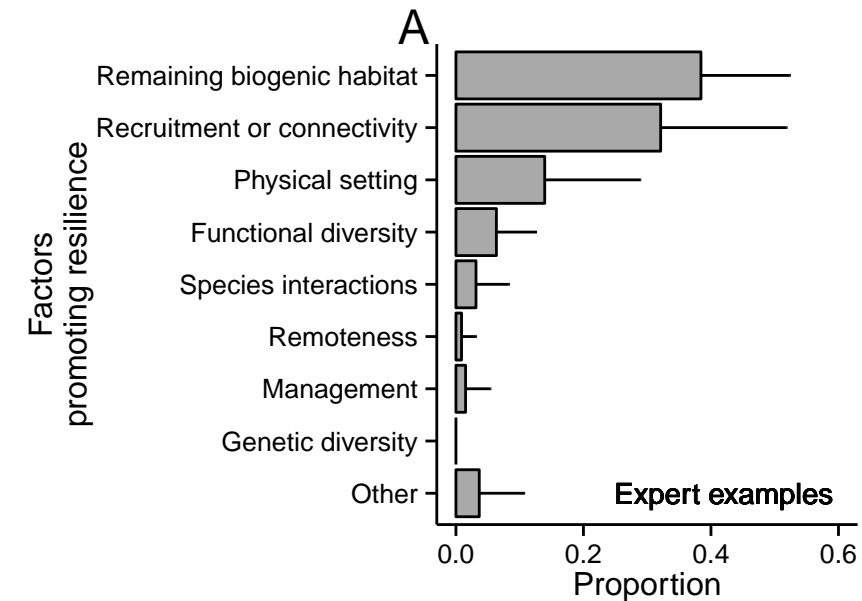 A
Factors
promoting resilience
Remaining biogenic habitat
Recruitment or connectivity
Physical setting
Functional diversity
Species interactions
Remoteness
Management
Genetic diversity
Other
Expert examples
0.0 0.2 0.4 0.6
Proportion